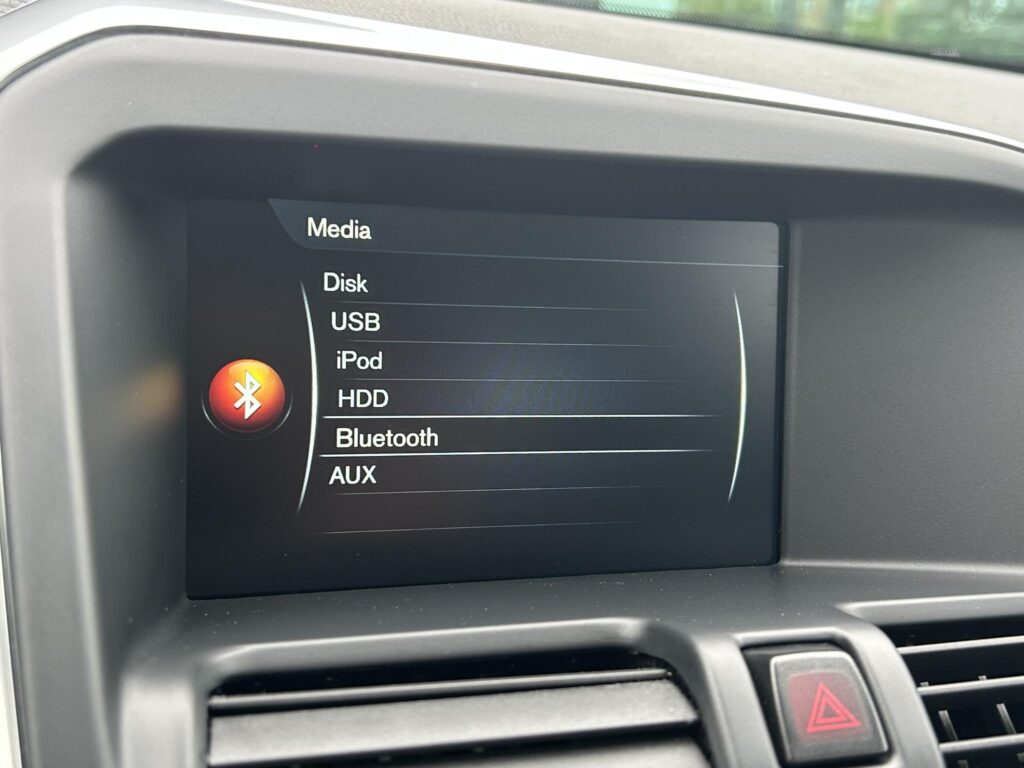 Media
Disk
USB
iPod
HDD
Bluetooth
AUX